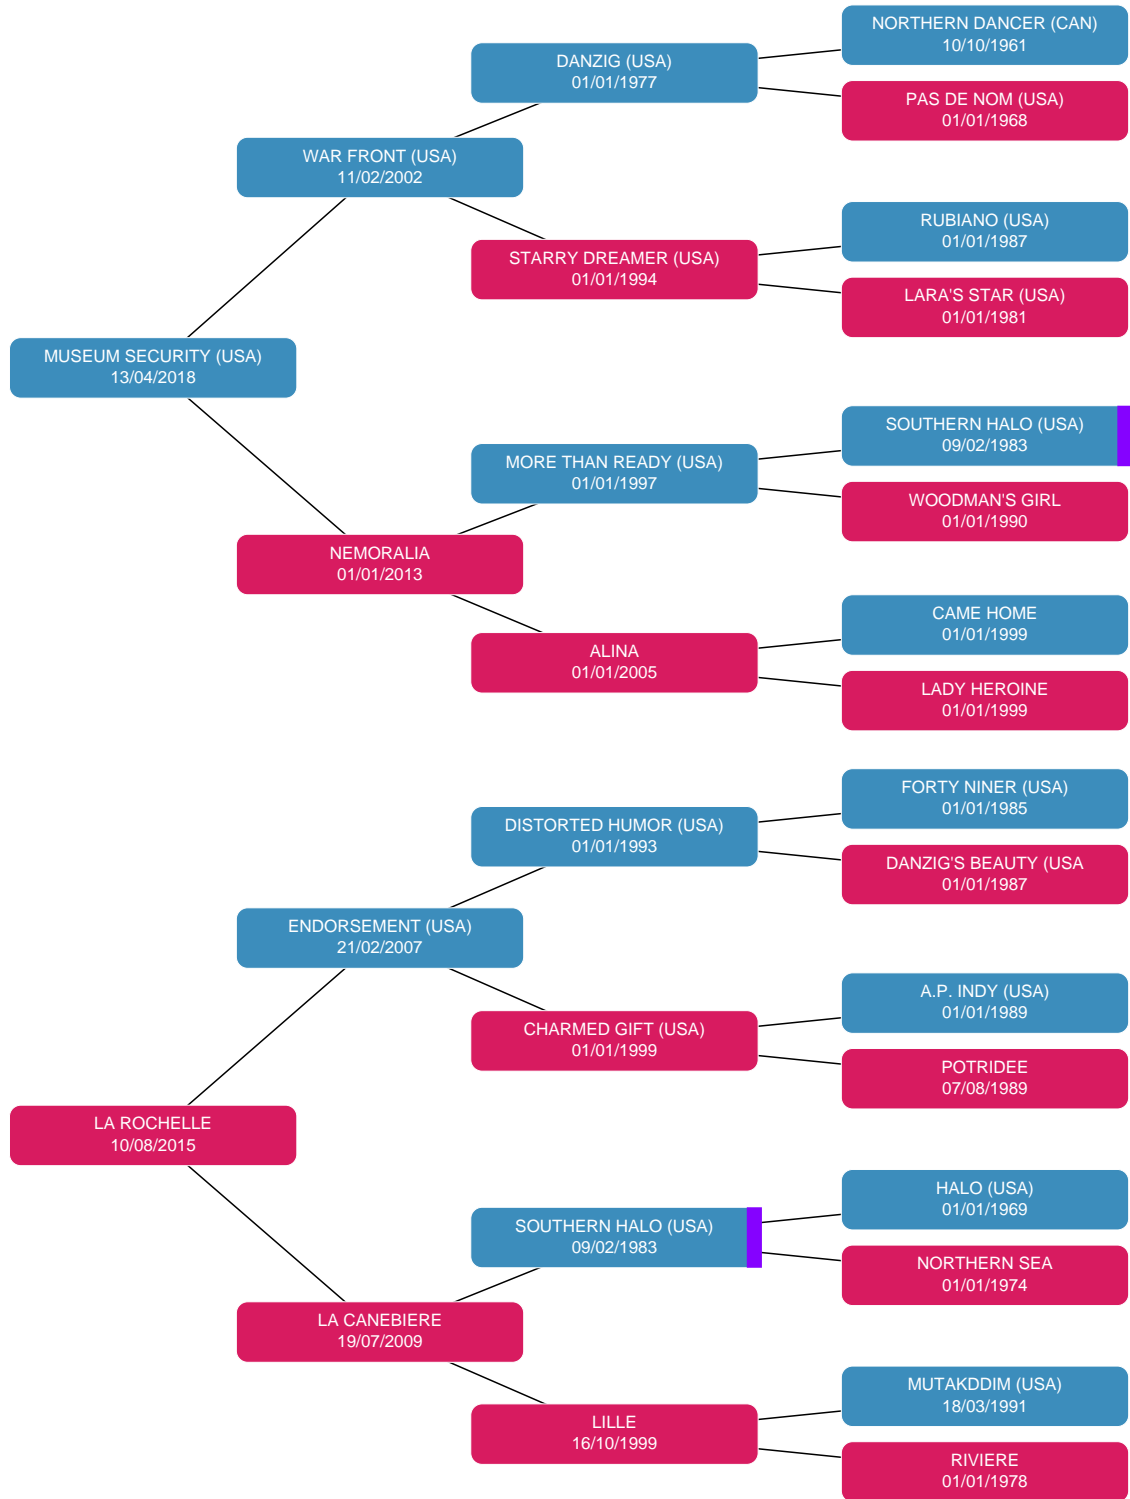 NORTHERN DANCER (CAN)
10/10/1961
DANZIG (USA)
01/01/1977
PAS DE NOM (USA)
01/01/1968
WAR FRONT (USA)
11/02/2002
RUBIANO (USA)
01/01/1987
STARRY DREAMER (USA)
01/01/1994
LARA'S STAR (USA)
01/01/1981
MUSEUM SECURITY (USA)
13/04/2018
SOUTHERN HALO (USA)
09/02/1983
MORE THAN READY (USA)
01/01/1997
WOODMAN'S GIRL
01/01/1990
NEMORALIA
01/01/2013
CAME HOME
01/01/1999
ALINA
01/01/2005
LADY HEROINE
01/01/1999
FORTY NINER (USA)
01/01/1985
DISTORTED HUMOR (USA)
01/01/1993
DANZIG'S BEAUTY (USA
01/01/1987
ENDORSEMENT (USA)
21/02/2007
A.P. INDY (USA)
01/01/1989
CHARMED GIFT (USA)
01/01/1999
POTRIDEE
07/08/1989
LA ROCHELLE
10/08/2015
HALO (USA)
01/01/1969
SOUTHERN HALO (USA)
09/02/1983
NORTHERN SEA
01/01/1974
LA CANEBIERE
19/07/2009
MUTAKDDIM (USA)
18/03/1991
LILLE
16/10/1999
RIVIERE
01/01/1978